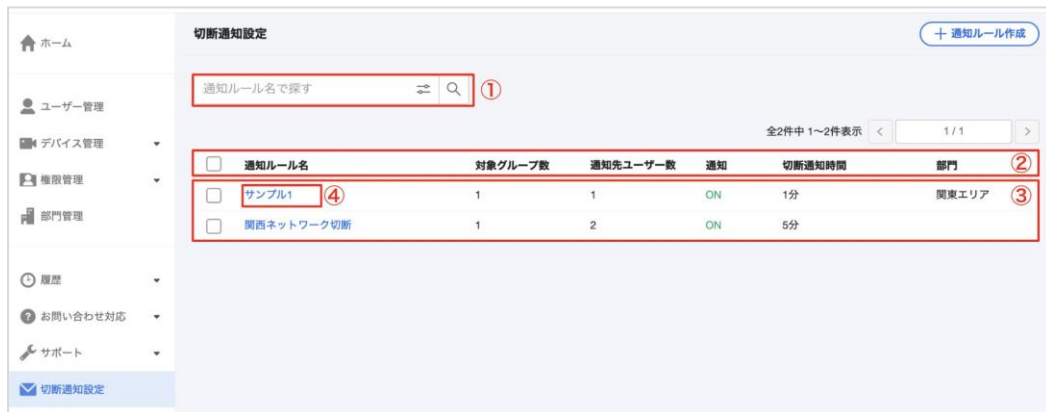 ホーム
ユーザー管理
デバイス管理
権限管理
部門管理
履歴
お問い合わせ対応
サポート
切断通知設定
切断通知設定
通知ルール作成
通知ルール名で探す
①
全2件中 1〜2件表示 < 1 / 1 >
通知ルール名 対象グループ数 通知先ユーザー数 通知 切断通知時間 部門 ②
サンプル1 ④ 1 1 ON 1分 関東エリア ③
関西ネットワーク切断 1 2 ON 5分